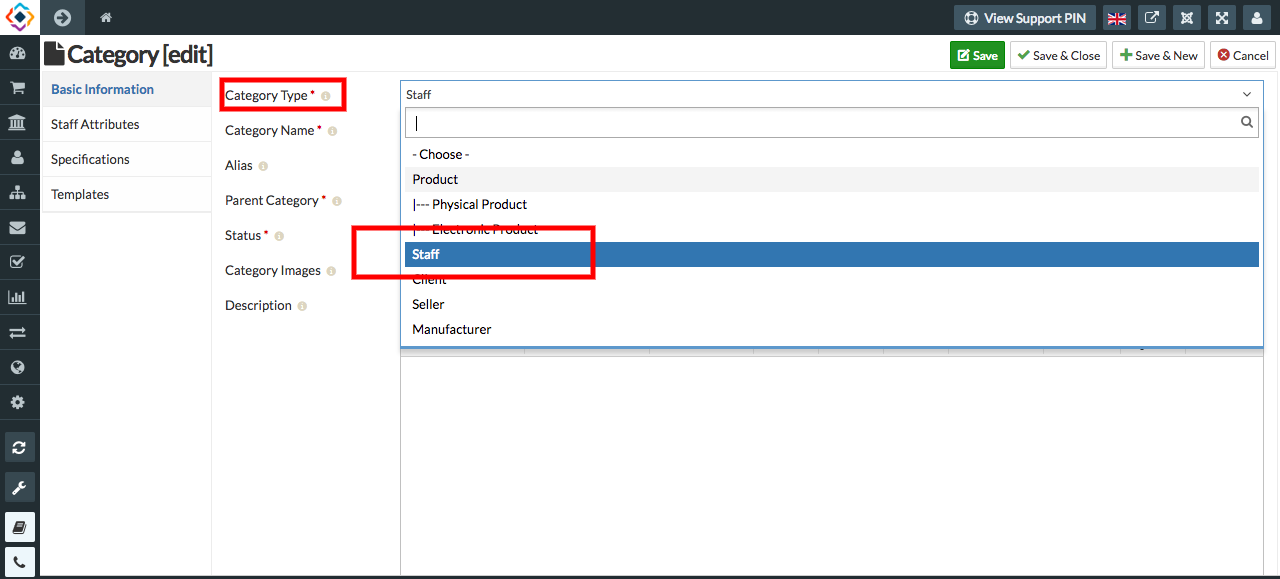 View Support PIN
Category [edit]
Save
Save & Close
Save & New
Cancel
Basic Information
Staff Attributes
Specifications
Templates
Category Type *
Category Name *
Alias
Parent Category *
Status *
Category Images
Description
Staff
- Choose -
Product
|--- Physical Product
|--- Electronic Product
Staff
Client
Seller
Manufacturer